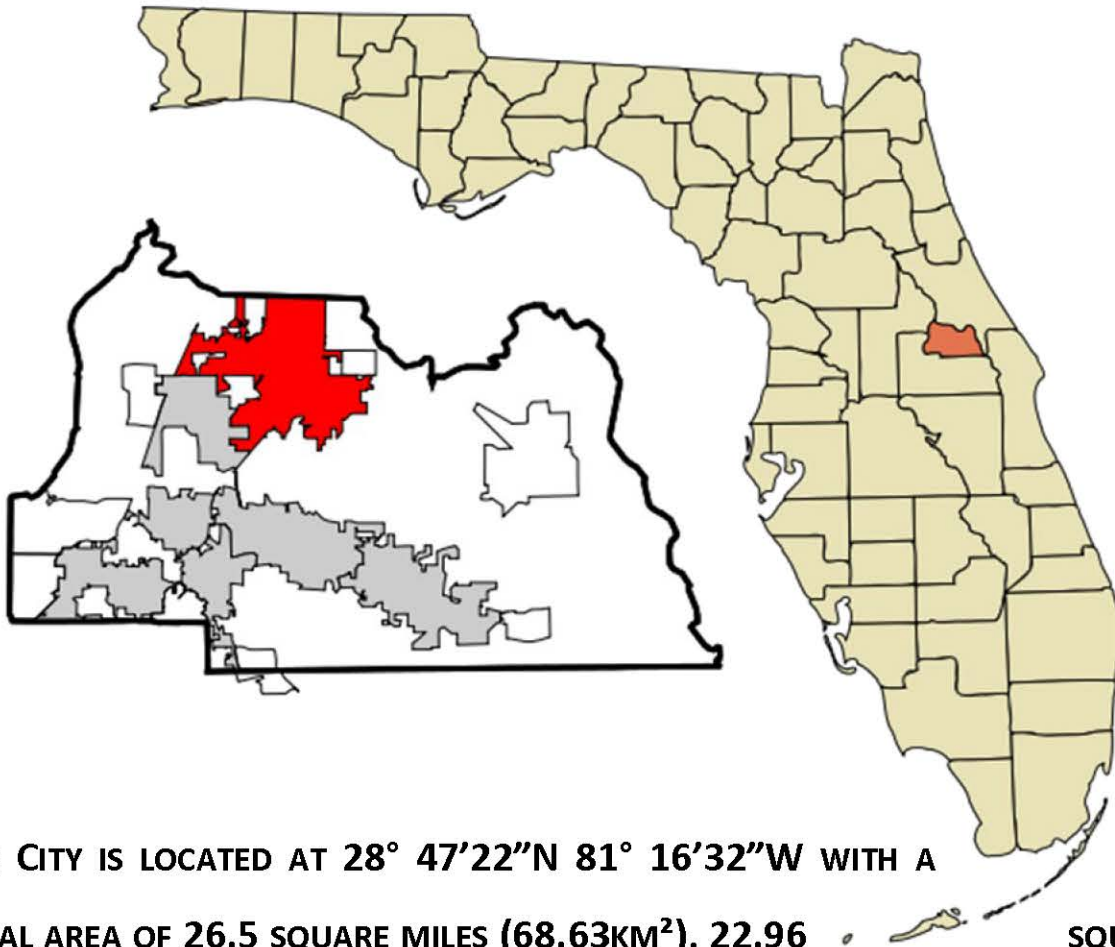 CITY IS LOCATED AT 28° 47’22”N 81° 16’32”W WITH A
AL AREA OF 26.5 SQUARE MILES (68.63KM²). 22.96